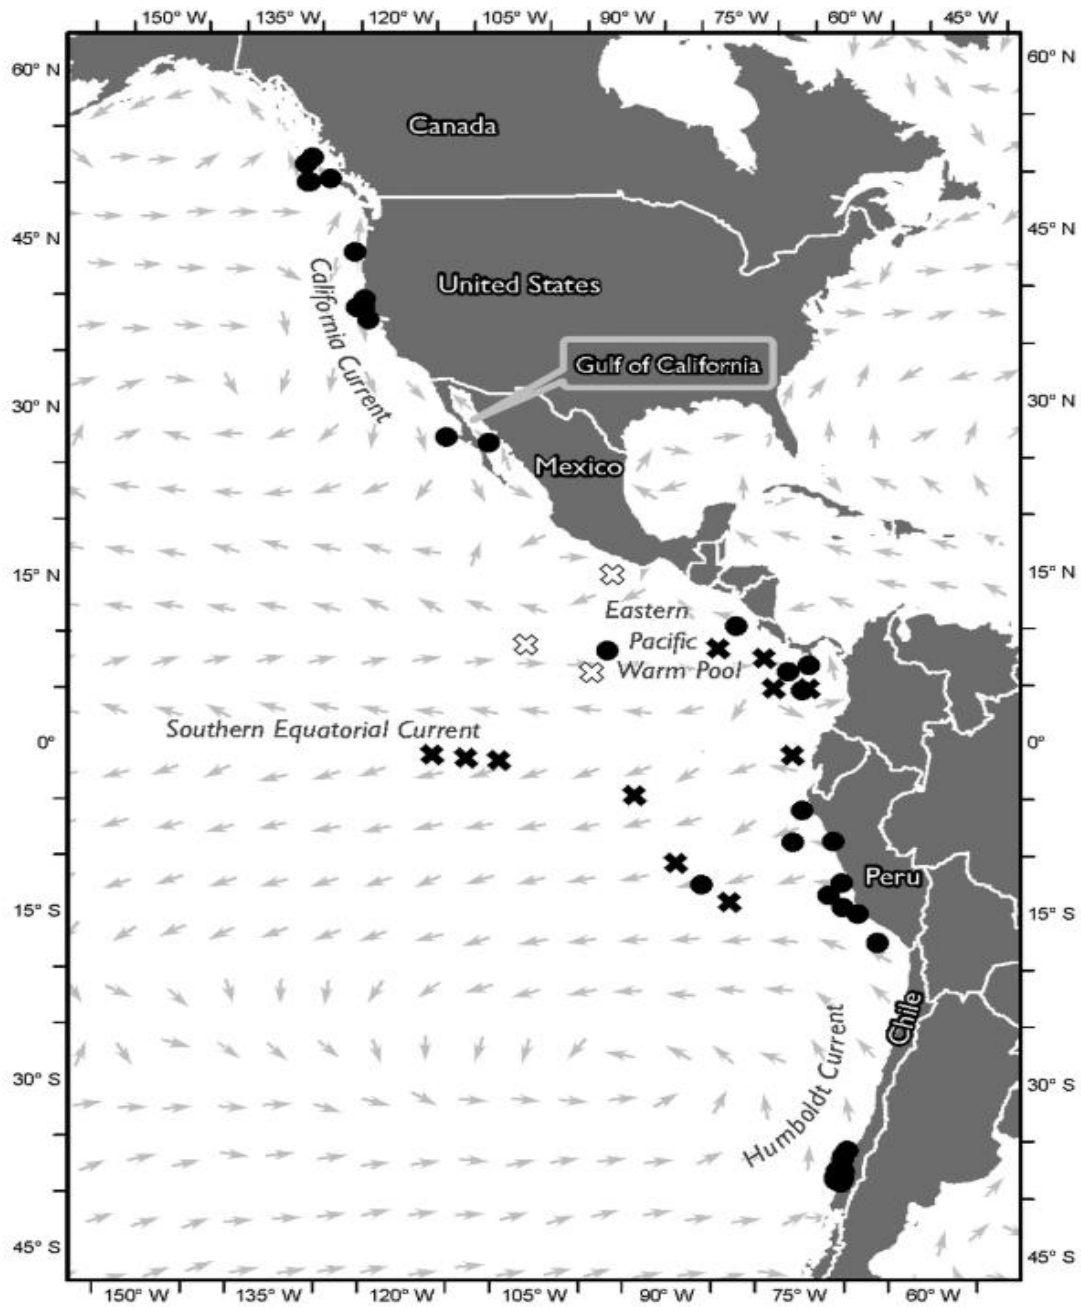 150° W 135° W 120° W 105° W 90° W 75° W 60° W 45° W
60° N 60° N
Canada
45° N 45° N
United States
California Current
Gulf of California
30° N 30° N
Mexico
15° N 15° N
Eastern
Pacific
Warm Pool
Southern Equatorial Current
0° 0°
Peru
15° S 15° S
Chile
Humboldt Current
30° S 30° S
45° S 45° S
150° W 135° W 120° W 105° W 90° W 75° W 60° W